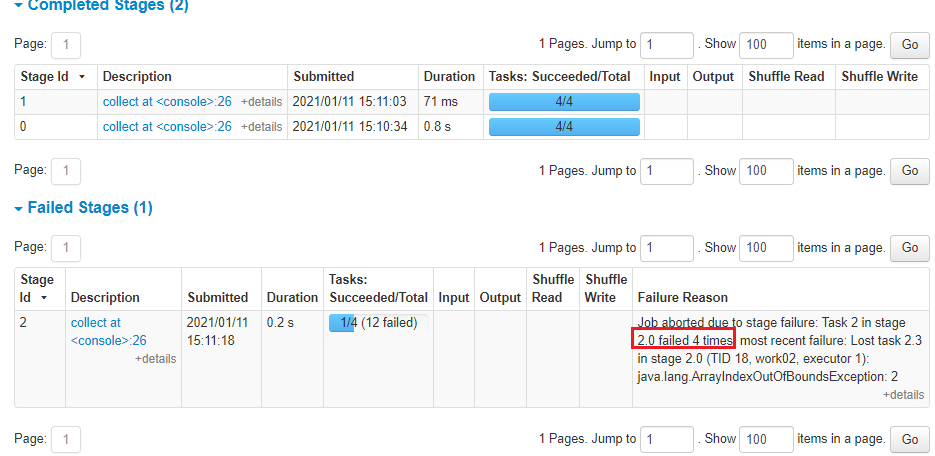 Completed Stages (2)
Page: 1 1 Pages. Jump to 1 . Show 100 items in a page. Go
Stage Id Description Submitted Duration Tasks: Succeeded/Total Input Output Shuffle Read Shuffle Write
1 collect at <console>:26 +details 2021/01/11 15:11:03 71 ms 4/4
0 collect at <console>:26 +details 2021/01/11 15:10:34 0.8 s 4/4
Page: 1 1 Pages. Jump to 1 . Show 100 items in a page. Go
Failed Stages (1)
Page: 1 1 Pages. Jump to 1 . Show 100 items in a page. Go
Stage
Id
Description
Submitted
Duration
Tasks:
Succeeded/Total
Input
Output
Shuffle
Read
Shuffle
Write
Failure Reason
2
collect at
<console>:26
+details
2021/01/11
15:11:18
0.2 s
1/4 (12 failed)
Job aborted due to stage failure: Task 2 in stage
2.0 failed 4 times, most recent failure: Lost task 2.3
in stage 2.0 (TID 18, work02, executor 1):
java.lang.ArrayIndexOutOfBoundsException: 2
+details
Page: 1 1 Pages. Jump to 1 . Show 100 items in a page. Go